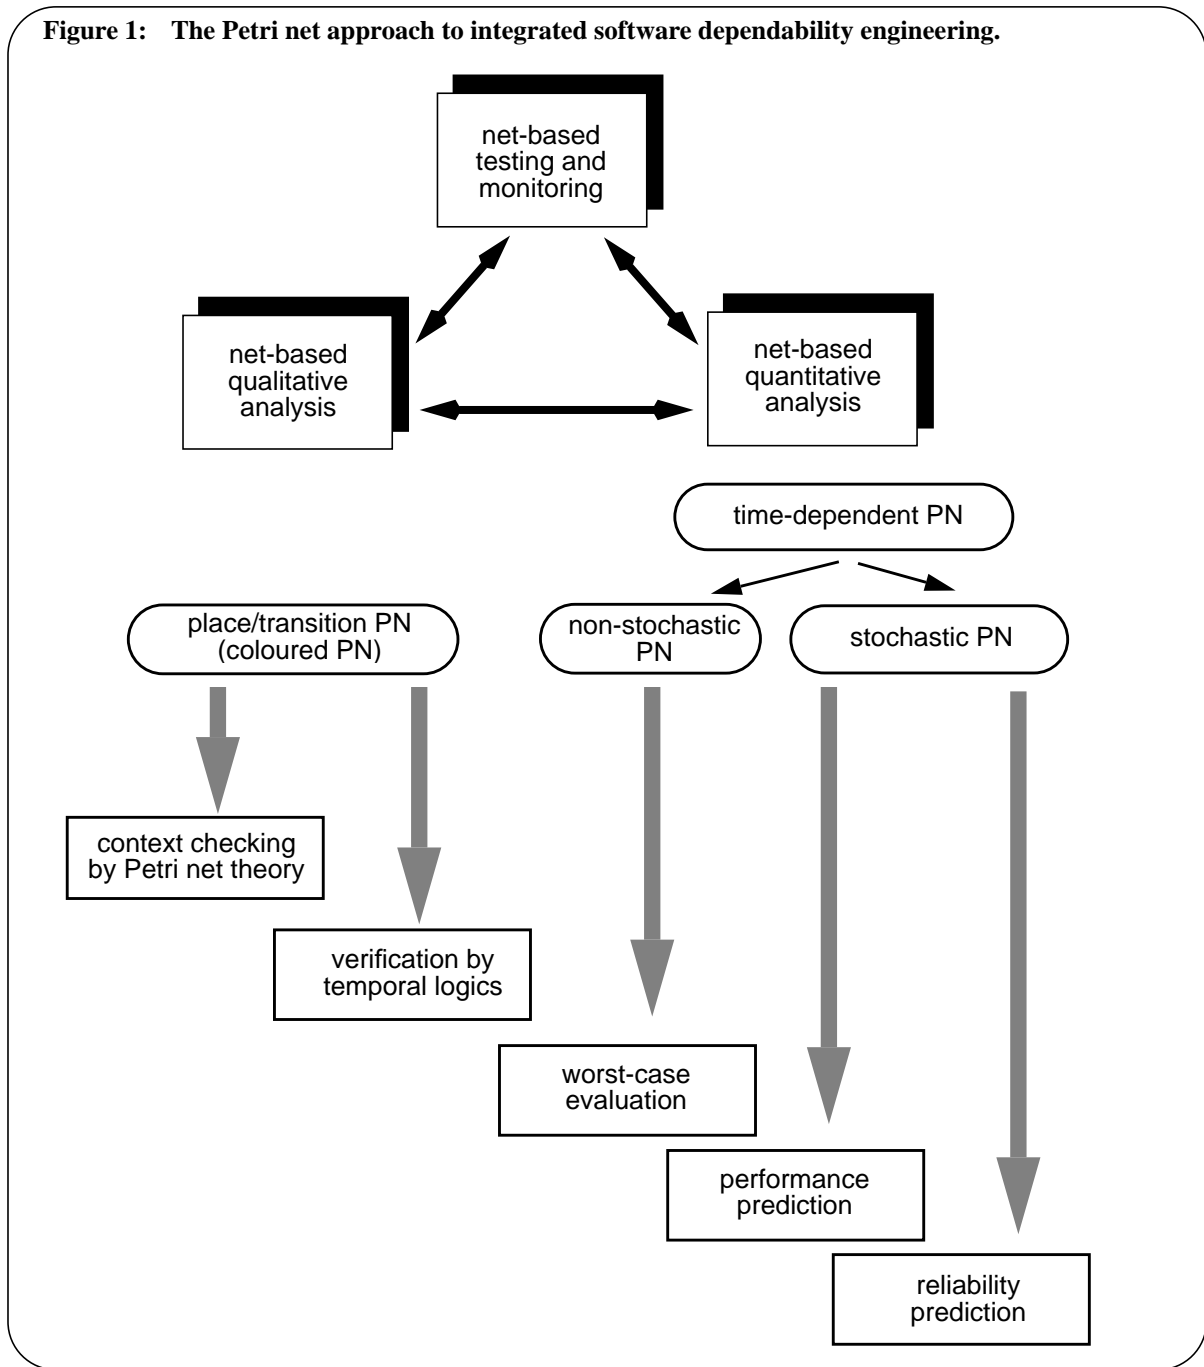 Figure 1: The Petri net approach to integrated software dependability engineering.
net-based
testing and
monitoring
net-based
qualitative
analysis
net-based
quantitative
analysis
time-dependent PN
place/transition PN
(coloured PN)
non-stochastic
PN
stochastic PN
context checking
by Petri net theory
verification by
temporal logics
worst-case
evaluation
performance
prediction
reliability
prediction